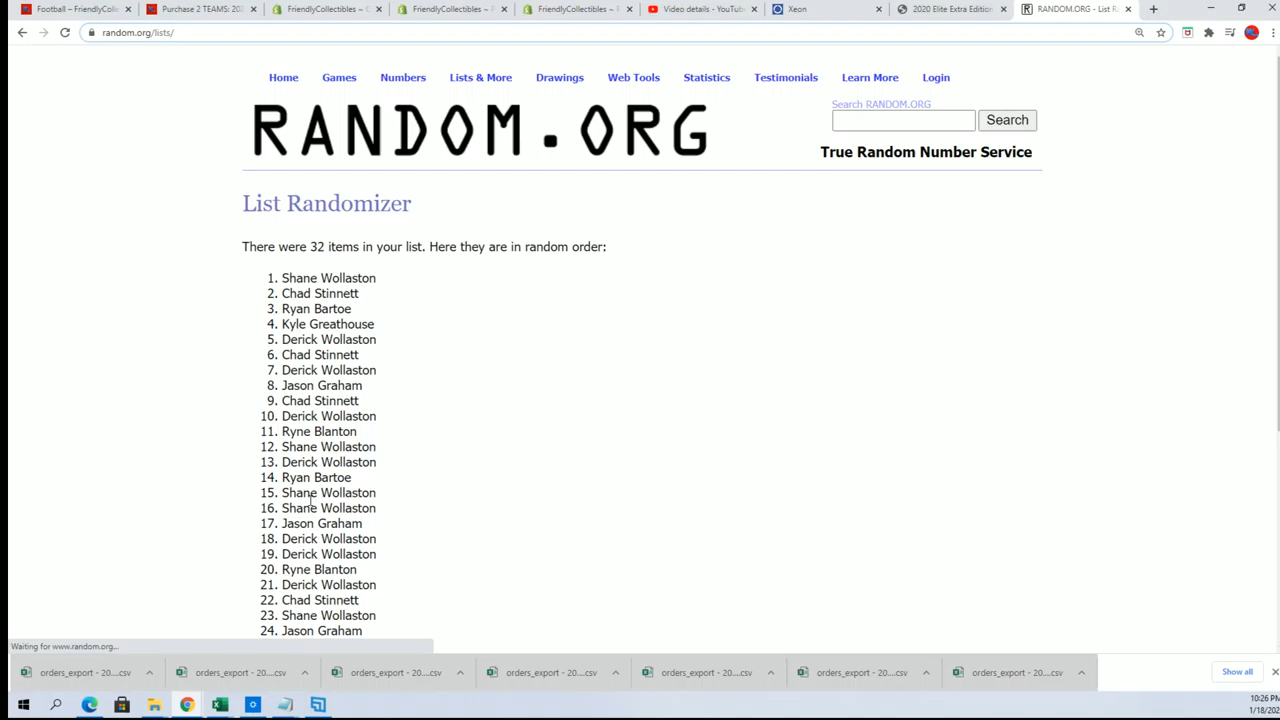 Football – FriendlyColle
Purchase 2 TEAMS: 202
FriendlyCollectibles ~ C
FriendlyCollectibles ~ P
FriendlyCollectibles ~ R
Video details - YouTube
Xeon
2020 Elite Extra Edition
RANDOM.ORG - List R
random.org/lists/
Home Games Numbers Lists & More Drawings Web Tools Statistics Testimonials Learn More Login
RANDOM.ORG
Search RANDOM.ORG
Search
True Random Number Service
List Randomizer
There were 32 items in your list. Here they are in random order:
1. Shane Wollaston
2. Chad Stinnett
3. Ryan Bartoe
4. Kyle Greathouse
5. Derick Wollaston
6. Chad Stinnett
7. Derick Wollaston
8. Jason Graham
9. Chad Stinnett
10. Derick Wollaston
11. Ryne Blanton
12. Shane Wollaston
13. Derick Wollaston
14. Ryan Bartoe
15. Shane Wollaston
16. Shane Wollaston
17. Jason Graham
18. Derick Wollaston
19. Derick Wollaston
20. Ryne Blanton
21. Derick Wollaston
22. Chad Stinnett
23. Shane Wollaston
24. Jason Graham
Waiting for www.random.org...
orders_export - 20....csv
orders_export - 20....csv
orders_export - 20....csv
orders_export - 20....csv
orders_export - 20....csv
orders_export - 20....csv
orders_export - 20....csv
Show all
10:26 PM
1/18/202